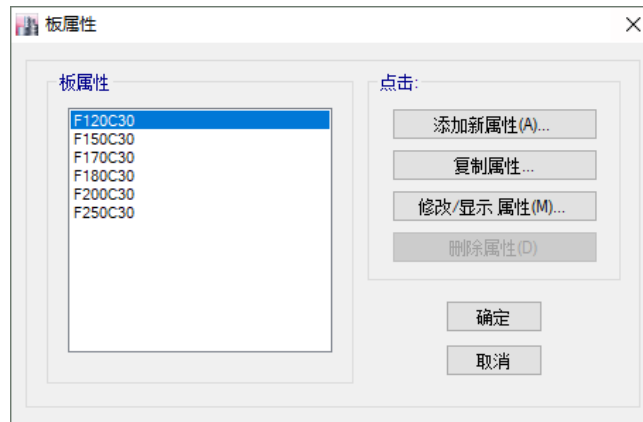 板属性
板属性
F120C30
F150C30
F170C30
F180C30
F200C30
F250C30
点击:
添加新属性(A)...
复制属性...
修改/显示 属性(M)...
删除属性(D)
确定
取消